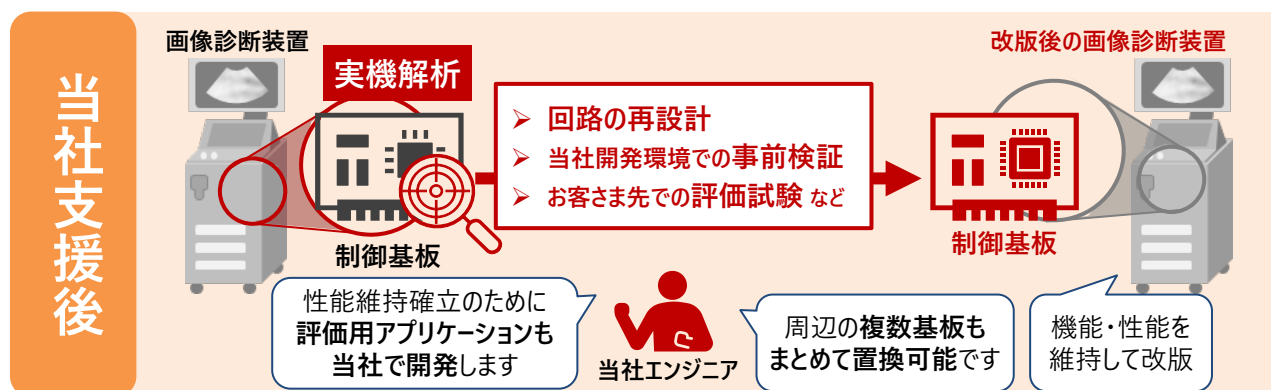 当社支援後
画像診断装置
実機解析
制御基板
➢ 回路の再設計
➢ 当社開発環境での事前検証
➢ お客さま先での評価試験 など
改版後の画像診断装置
制御基板
性能維持確立のために
評価用アプリケーションも
当社で開発します
当社エンジニア
周辺の複数基板も
まとめて置換可能です
機能・性能を
維持して改版